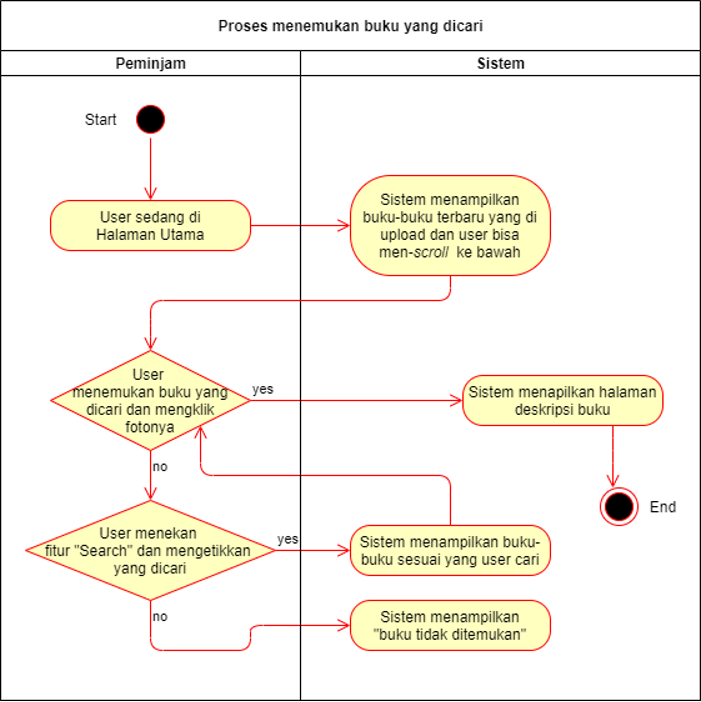 Proses menemukan buku yang dicari
Peminjam
Sistem
Start
User sedang di
Halaman Utama
Sistem menampilkan
buku-buku terbaru yang di
upload dan user bisa
men-scroll ke bawah
User
menemukan buku yang
dicari dan mengklik
fotonya
yes
Sistem menapilkan halaman
deskripsi buku
no
End
User menekan
fitur "Search" dan mengetikkan
yang dicari
yes
Sistem menampilkan buku-
buku sesuai yang user cari
no
Sistem menampilkan
"buku tidak ditemukan"